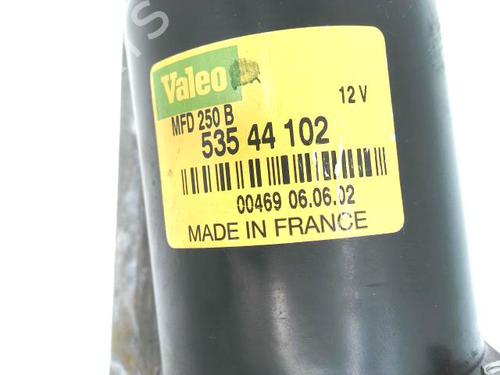 Valeo
MFD 250 B
12 V
535 44 102
00469 06.06.02
MADE IN FRANCE